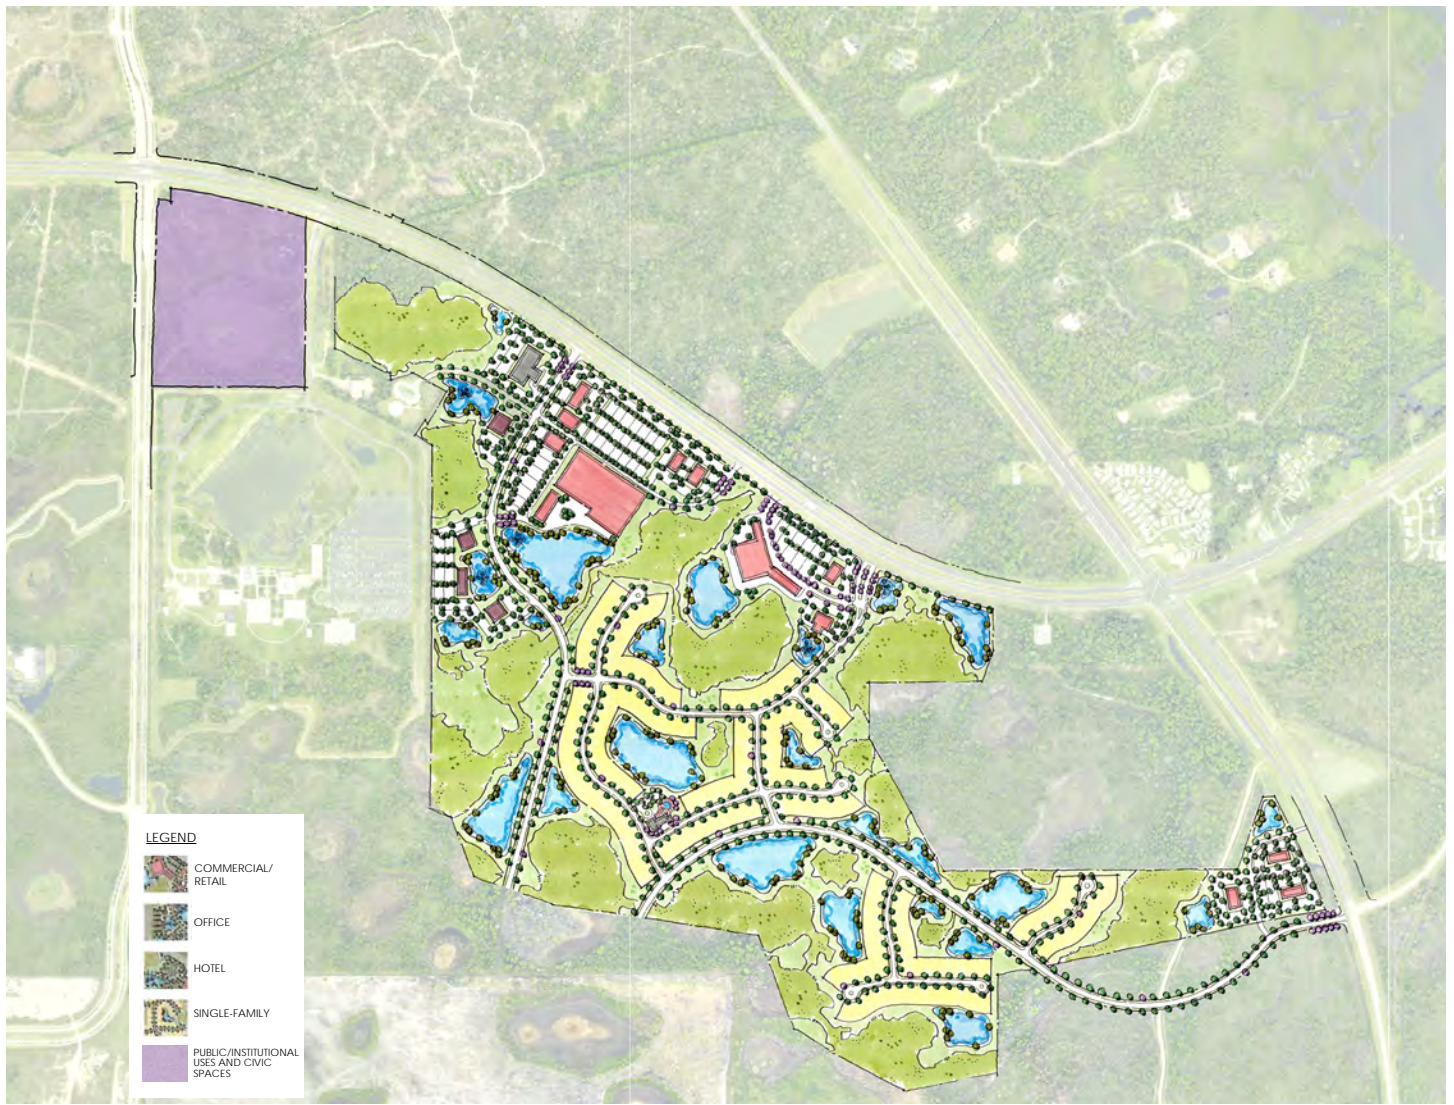 LEGEND
COMMERCIAL/
RETAIL
OFFICE
HOTEL
SINGLE-FAMILY
PUBLIC/INSTITUTIONAL
USES AND CIVIC
SPACES